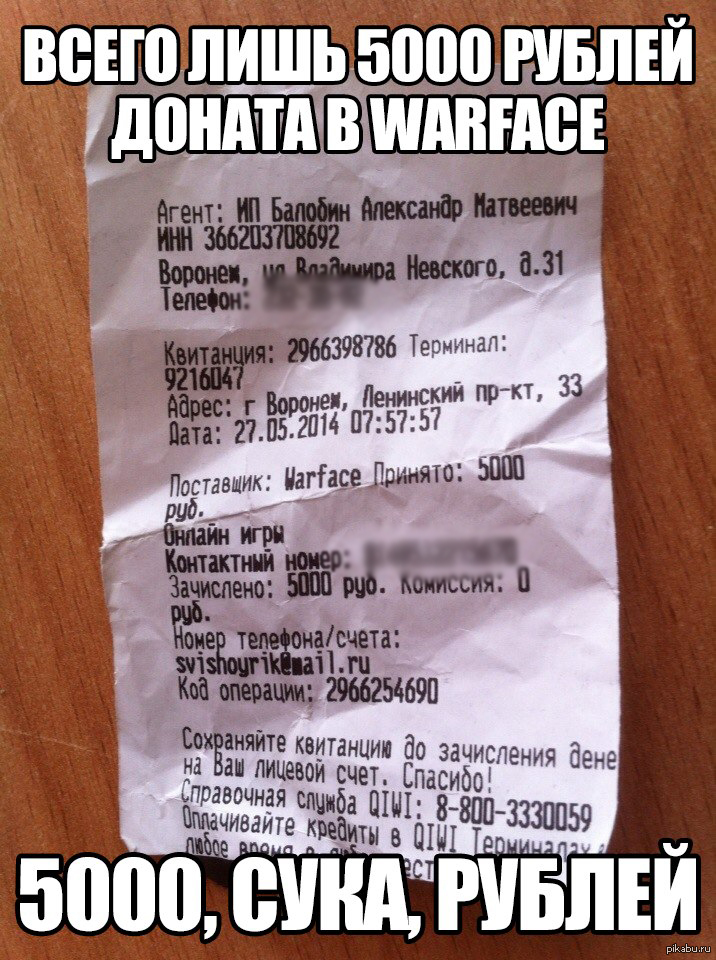 ВСЕГО ЛИШЬ 5000 РУБЛЕЙ
ДОНАТА В WARFACE
Агент: ИП Балобин Александр Матвеевич
ИНН 366203708692
Воронеж, ул Владимира Невского, д.31
Телефон:
Квитанция: 2966398786 Терминал:
9216047
Адрес: г Воронеж, Ленинский пр-кт, 33
Дата: 27.05.2014 07:57:57
Поставщик: Warface Принято: 5000
руб.
Онлайн игры
Контактный номер:
Зачислено: 5000 руб. Комиссия: 0
руб.
Номер телефона/счета:
svishoyrik@mail.ru
Код операции: 2966254690
Сохраняйте квитанцию до зачисления дене
на Ваш лицевой счет. Спасибо!
Справочная служба QIWI: 8-800-3330059
Оплачивайте кредиты в QIWI Терминалах
любое время в
5000, СУКА, РУБЛЕЙ
pikabu.ru